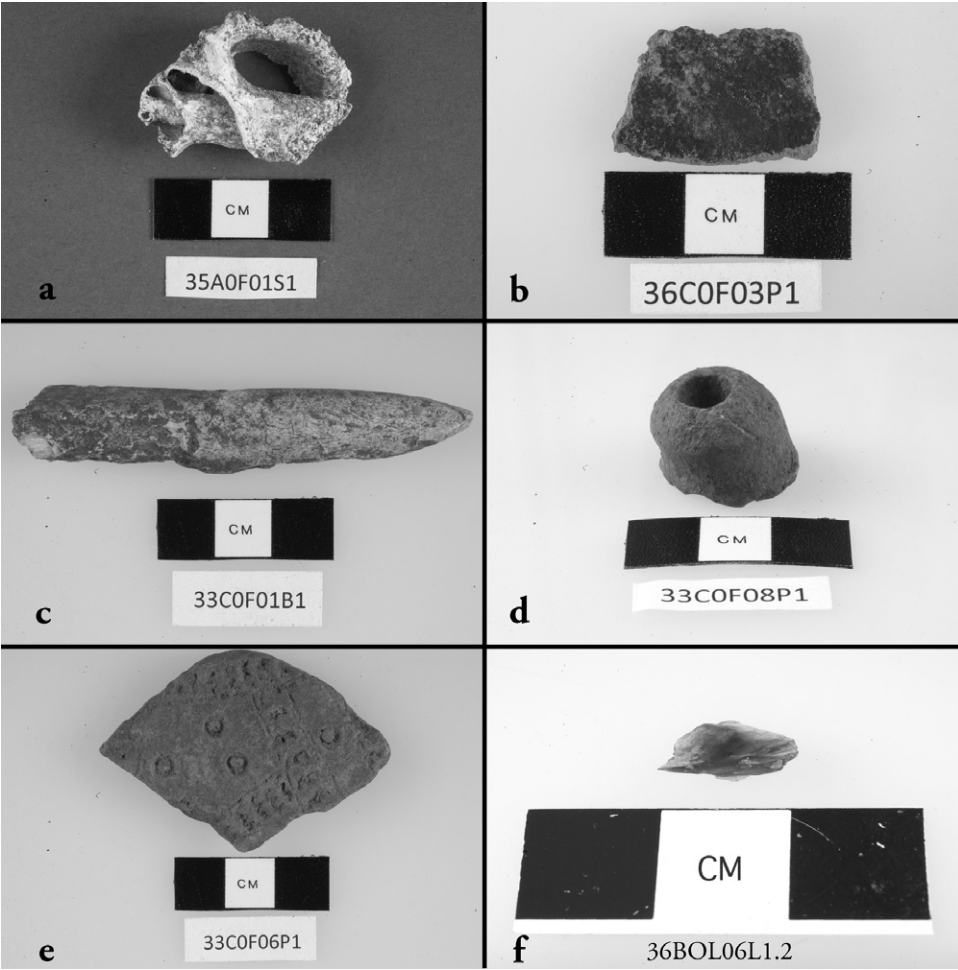 CM
35A0F01S1
a
CM
36C0F03P1
b
CM
33C0F01B1
c
CM
33C0F08P1
d
CM
33C0F06P1
e
CM
36BOL06L1.2
f